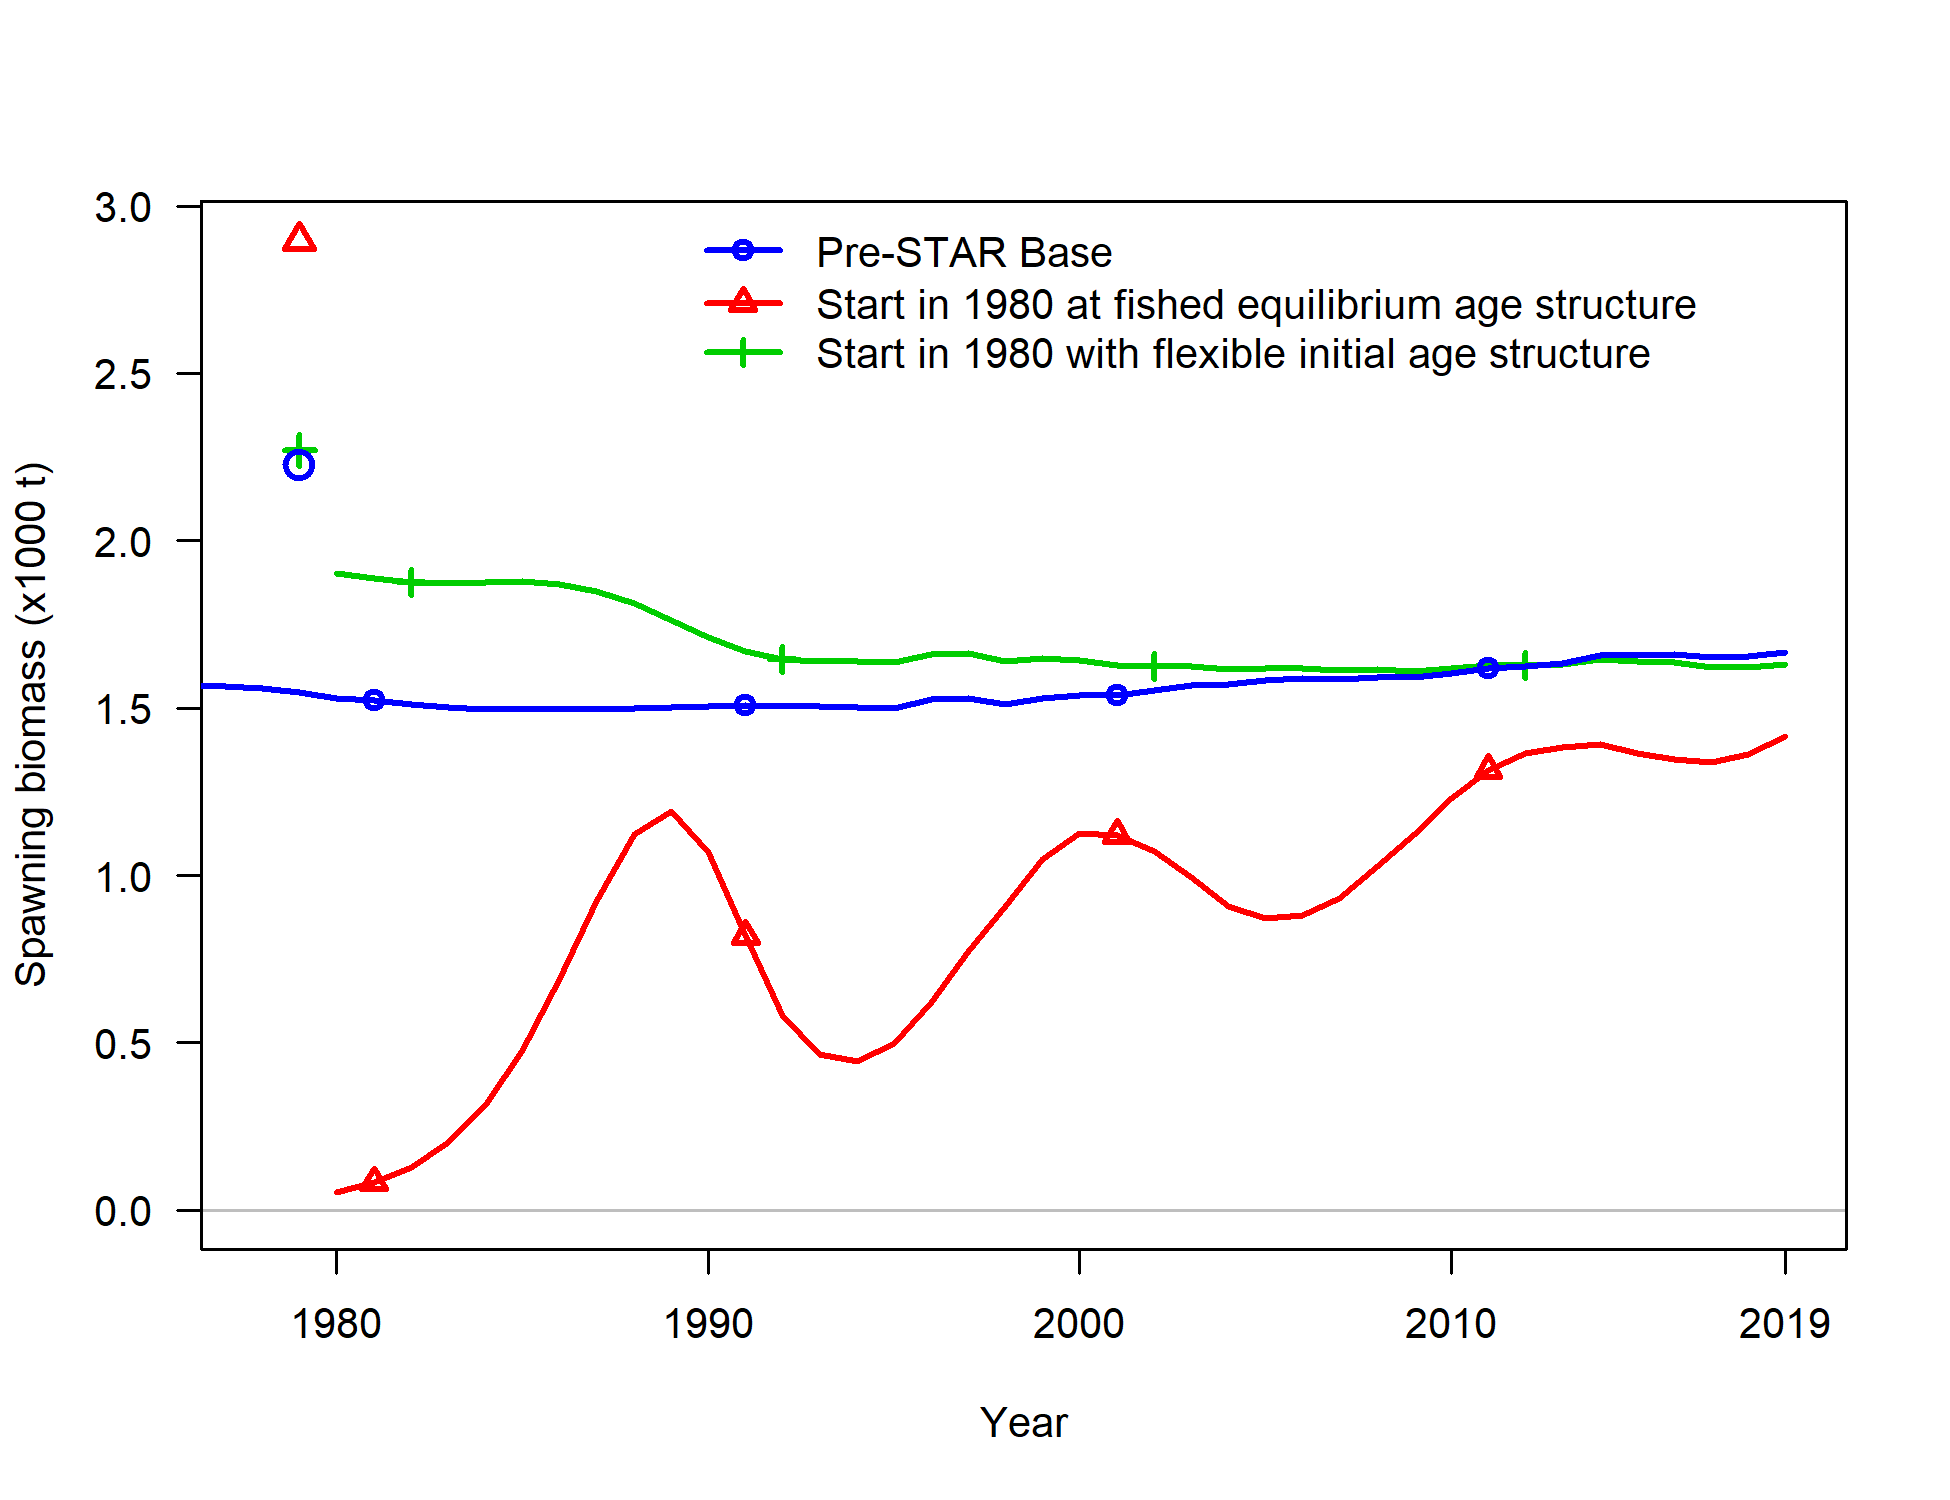 3.0
2.5
2.0
1.5
1.0
0.5
0.0
Spawning biomass (x1000 t)
Pre-STAR Base
Start in 1980 at fished equilibrium age structure
Start in 1980 with flexible initial age structure
1980 1990 2000 2010 2019
Year